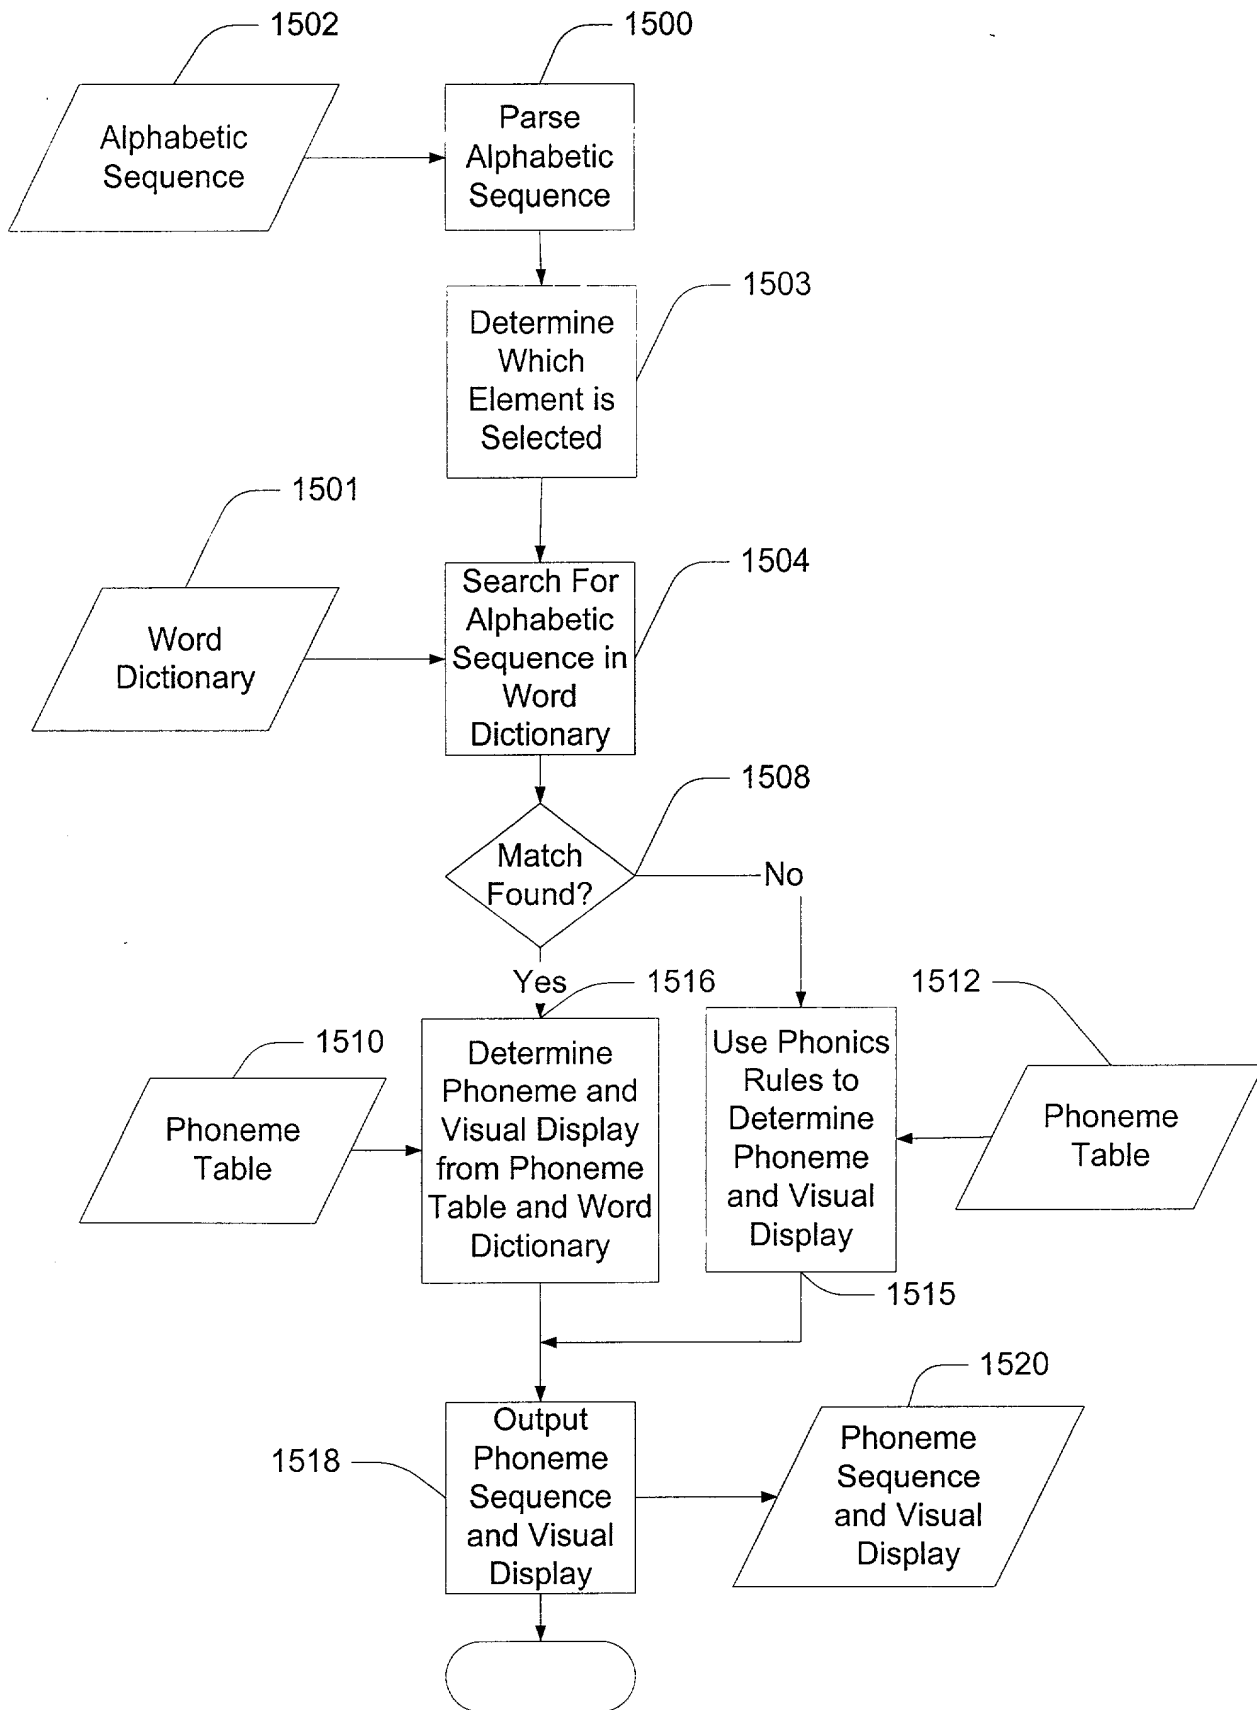 1502
1500
Alphabetic
Sequence
Parse
Alphabetic
Sequence
1503
Determine
Which
Element is
Selected
1501
1504
Word
Dictionary
Search For
Alphabetic
Sequence in
Word
Dictionary
1508
Match
Found?
No
Yes
1516
1512
1510
Phoneme
Table
Determine
Phoneme and
Visual Display
from Phoneme
Table and Word
Dictionary
Use Phonics
Rules to
Determine
Phoneme
and Visual
Display
Phoneme
Table
1515
1520
1518
Output
Phoneme
Sequence
and Visual
Display
Phoneme
Sequence
and Visual
Display